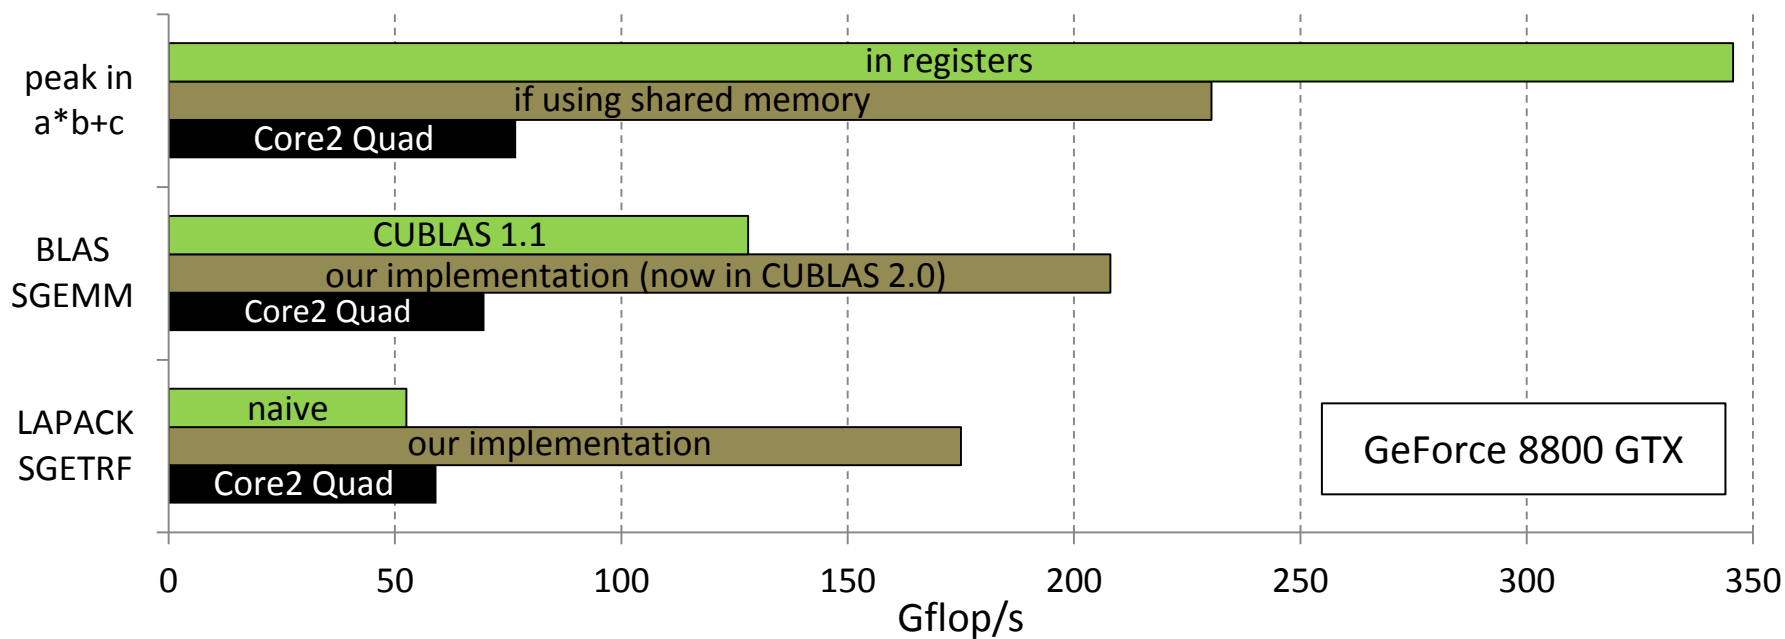 peak in
a*b+c
in registers
if using shared memory
Core2 Quad
BLAS
SGEMM
CUBLAS 1.1
our implementation (now in CUBLAS 2.0)
Core2 Quad
LAPACK
SGETRF
naive
our implementation
Core2 Quad
GeForce 8800 GTX
0 50 100 150 200 250 300 350
Gflop/s